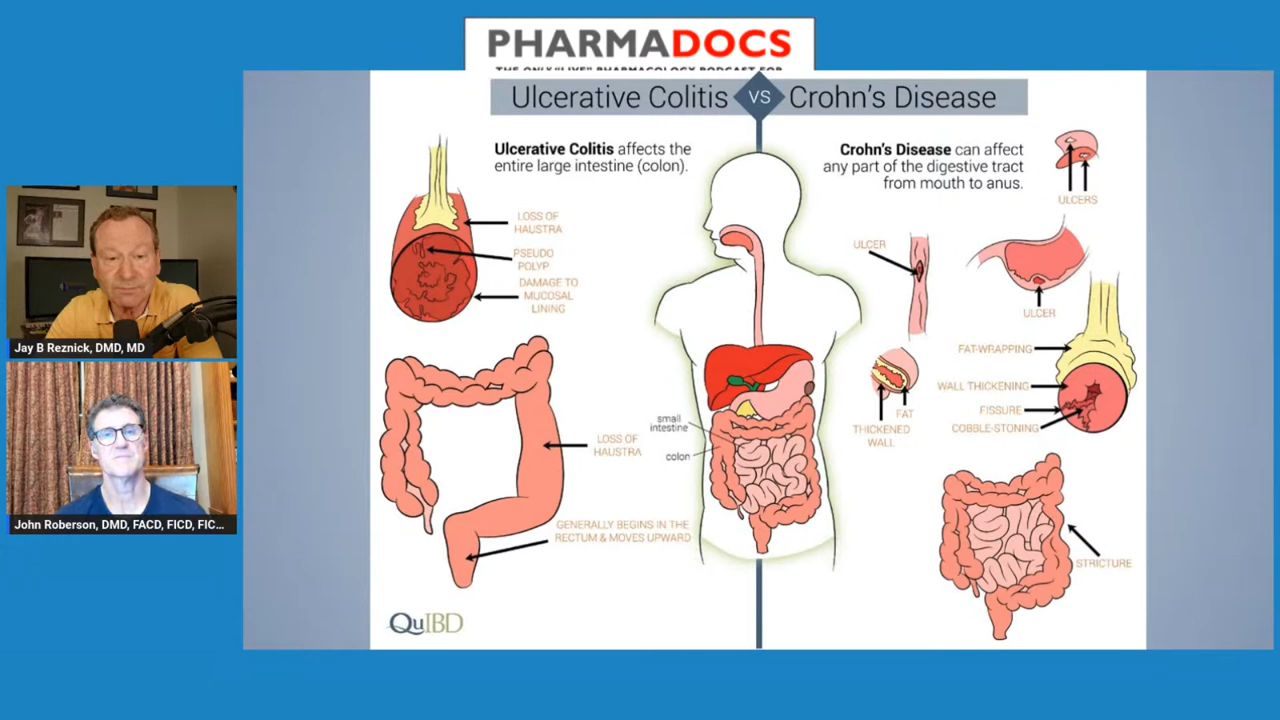 PHARMADOCS
THE ONLY "LIVE" PHARMACOLOGY PODCAST FOR
Ulcerative Colitis VS Crohn's Disease
Ulcerative Colitis affects the
entire large intestine (colon).
LOSS OF
HAUSTRA
PSEUDO
POLYP
DAMAGE TO
MUCOSAL
LINING
LOSS OF
HAUSTRA
GENERALLY BEGINS IN THE
RECTUM & MOVES UPWARD
QuIBD
small
intestine
colon
Crohn's Disease can affect
any part of the digestive tract
from mouth to anus.
ULCERS
ULCER
ULCER
FAT-WRAPPING
WALL THICKENING
FISSURE
COBBLE-STONING
FAT
THICKENED
WALL
STRICTURE
Jay B Reznick, DMD, MD
John Roberson, DMD, FACD, FICD, FIC...